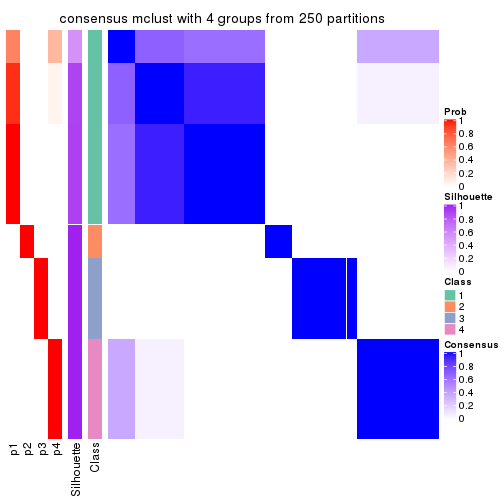 consensus mclust with 4 groups from 250 partitions
Prob
1
0.8
0.6
0.4
0.2
0
Silhouette
1
0.8
0.6
0.4
0.2
0
Class
1
2
3
4
Consensus
1
0.8
0.6
0.4
0.2
0
p1
p2
p3
p4
Silhouette
Class